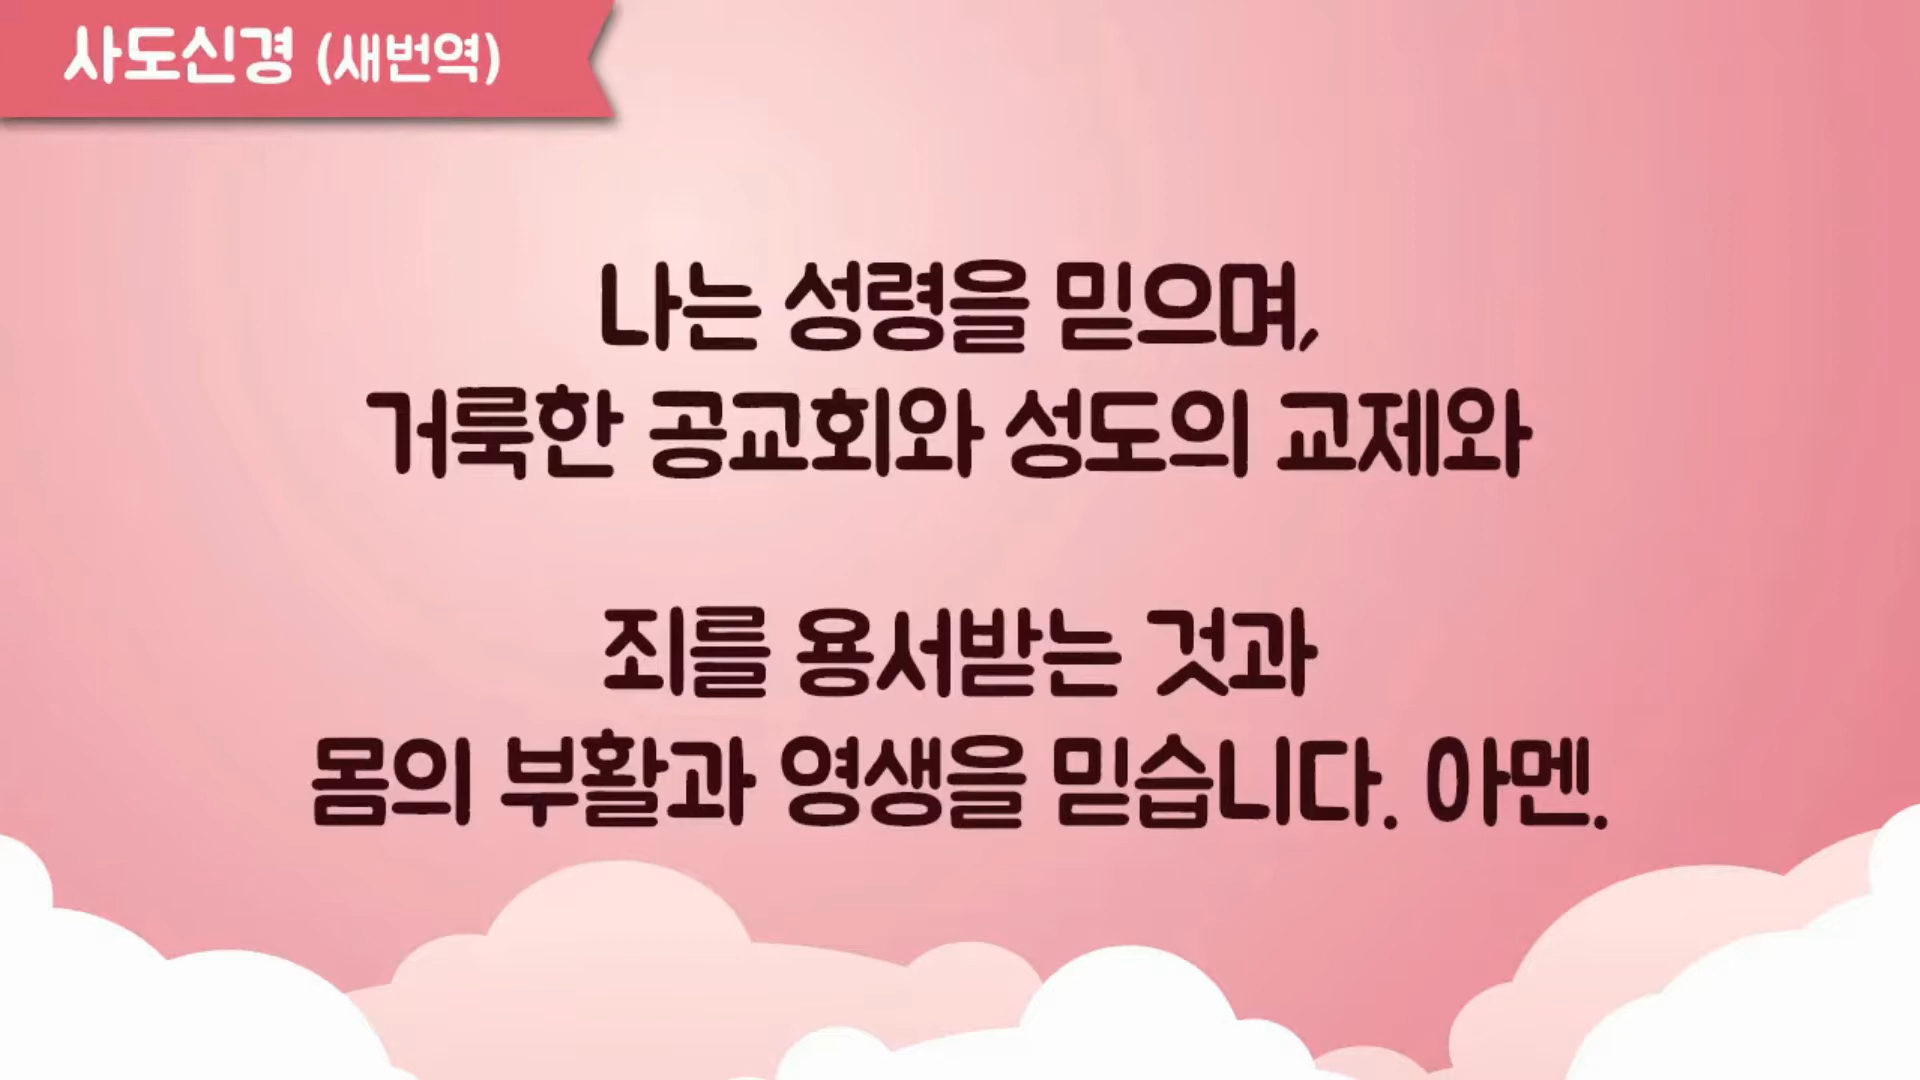 사도신경 (새번역)
나는 성령을 믿으며,
거룩한 공교회와 성도의 교제와
죄를 용서받는 것과
몸의 부활과 영생을 믿습니다. 아멘.